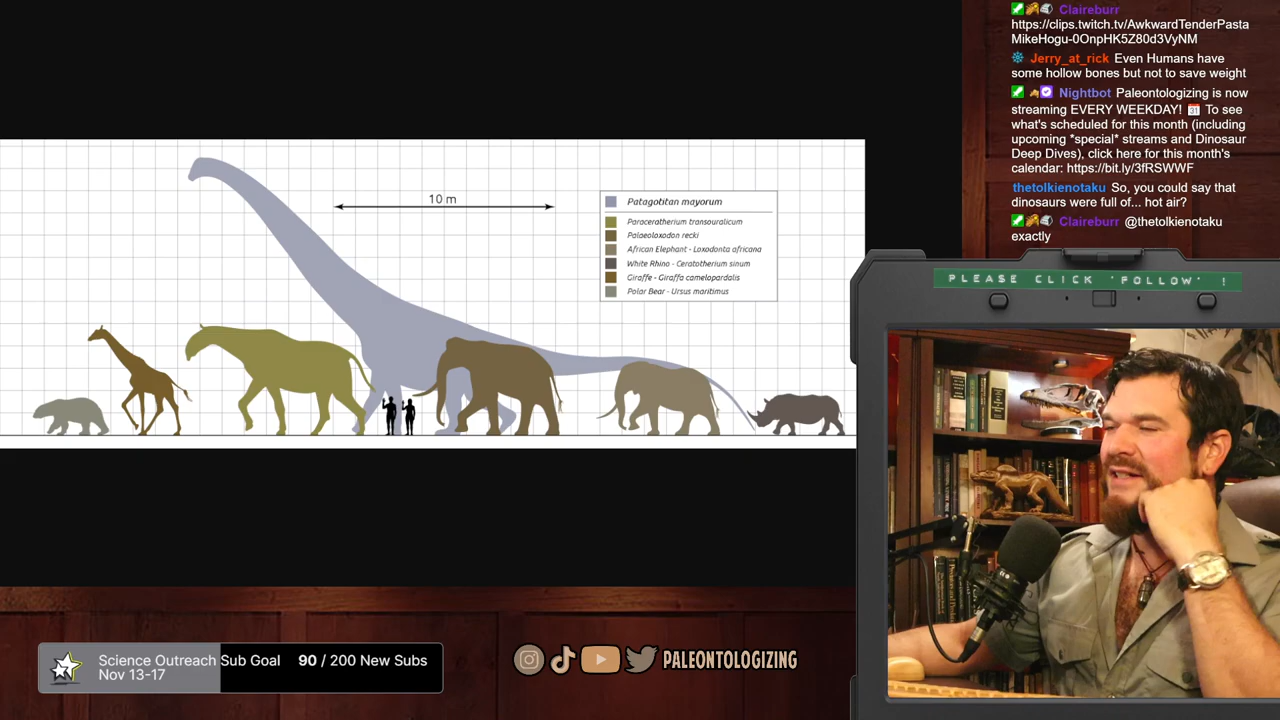 Claireburr
https://clips.twitch.tv/AwkwardTenderPasta
MikeHogu-0OnpHK5Z80d3VyNM
Jerry_at_rick Even Humans have
some hollow bones but not to save weight
Nightbot Paleontologizing is now
streaming EVERY WEEKDAY! To see
what's scheduled for this month (including
upcoming *special* streams and Dinosaur
Deep Dives), click here for this month's
calendar: https://bit.ly/3fRSWWF
thetolkienotaku So, you could say that
dinosaurs were full of... hot air?
Claireburr @thetolkienotaku
exactly
10 m
Patagotitan mayorum
Paraceratherium transouralicum
Palaeoloxodon recki
African Elephant - Loxodonta africana
White Rhino - Ceratotherium sinum
Giraffe - Giraffa camelopardalis
Polar Bear - Ursus maritimus
PLEASE CLICK 'FOLLOW' !
Science Outreach Sub Goal 90 / 200 New Subs
Nov 13-17
PALEONTOLOGIZING